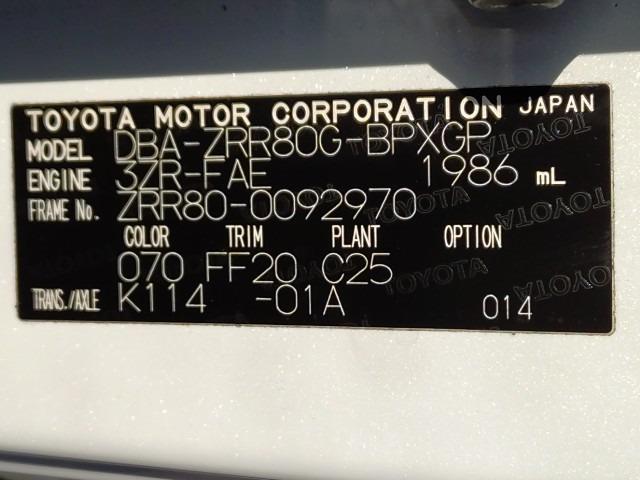 TOYOTA MOTOR CORPORATION JAPAN
MODEL DBA-ZRR80G-BPXGP
ENGINE 3ZR-FAE 1986 mL
FRAME No. ZRR80-0092970
COLOR TRIM PLANT OPTION
070 FF20 C25
TRANS./AXLE K114 -01A 014